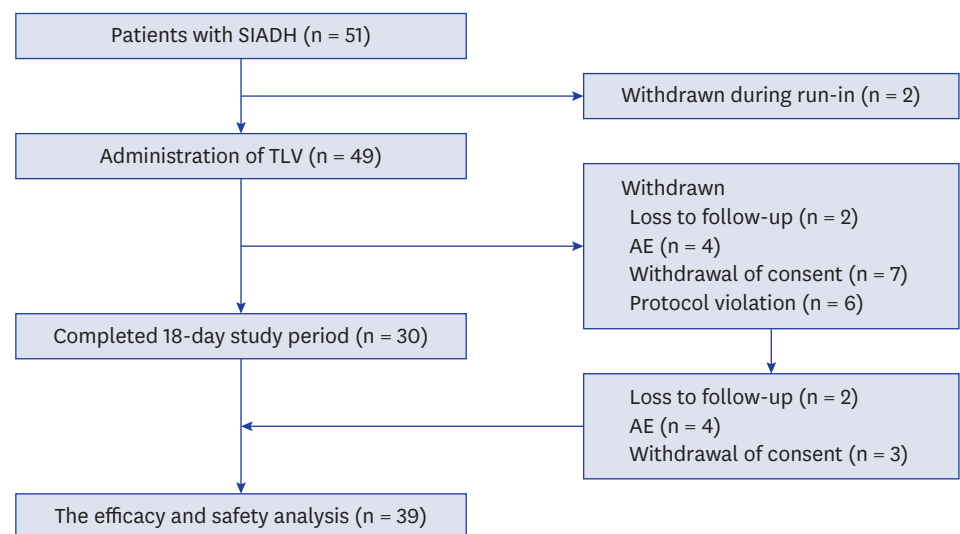 Patients with SIADH (n = 51)
Withdrawn during run-in (n = 2)
Administration of TLV (n = 49)
Withdrawn
Loss to follow-up (n = 2)
AE (n = 4)
Withdrawal of consent (n = 7)
Protocol violation (n = 6)
Completed 18-day study period (n = 30)
Loss to follow-up (n = 2)
AE (n = 4)
Withdrawal of consent (n = 3)
The efficacy and safety analysis (n = 39)